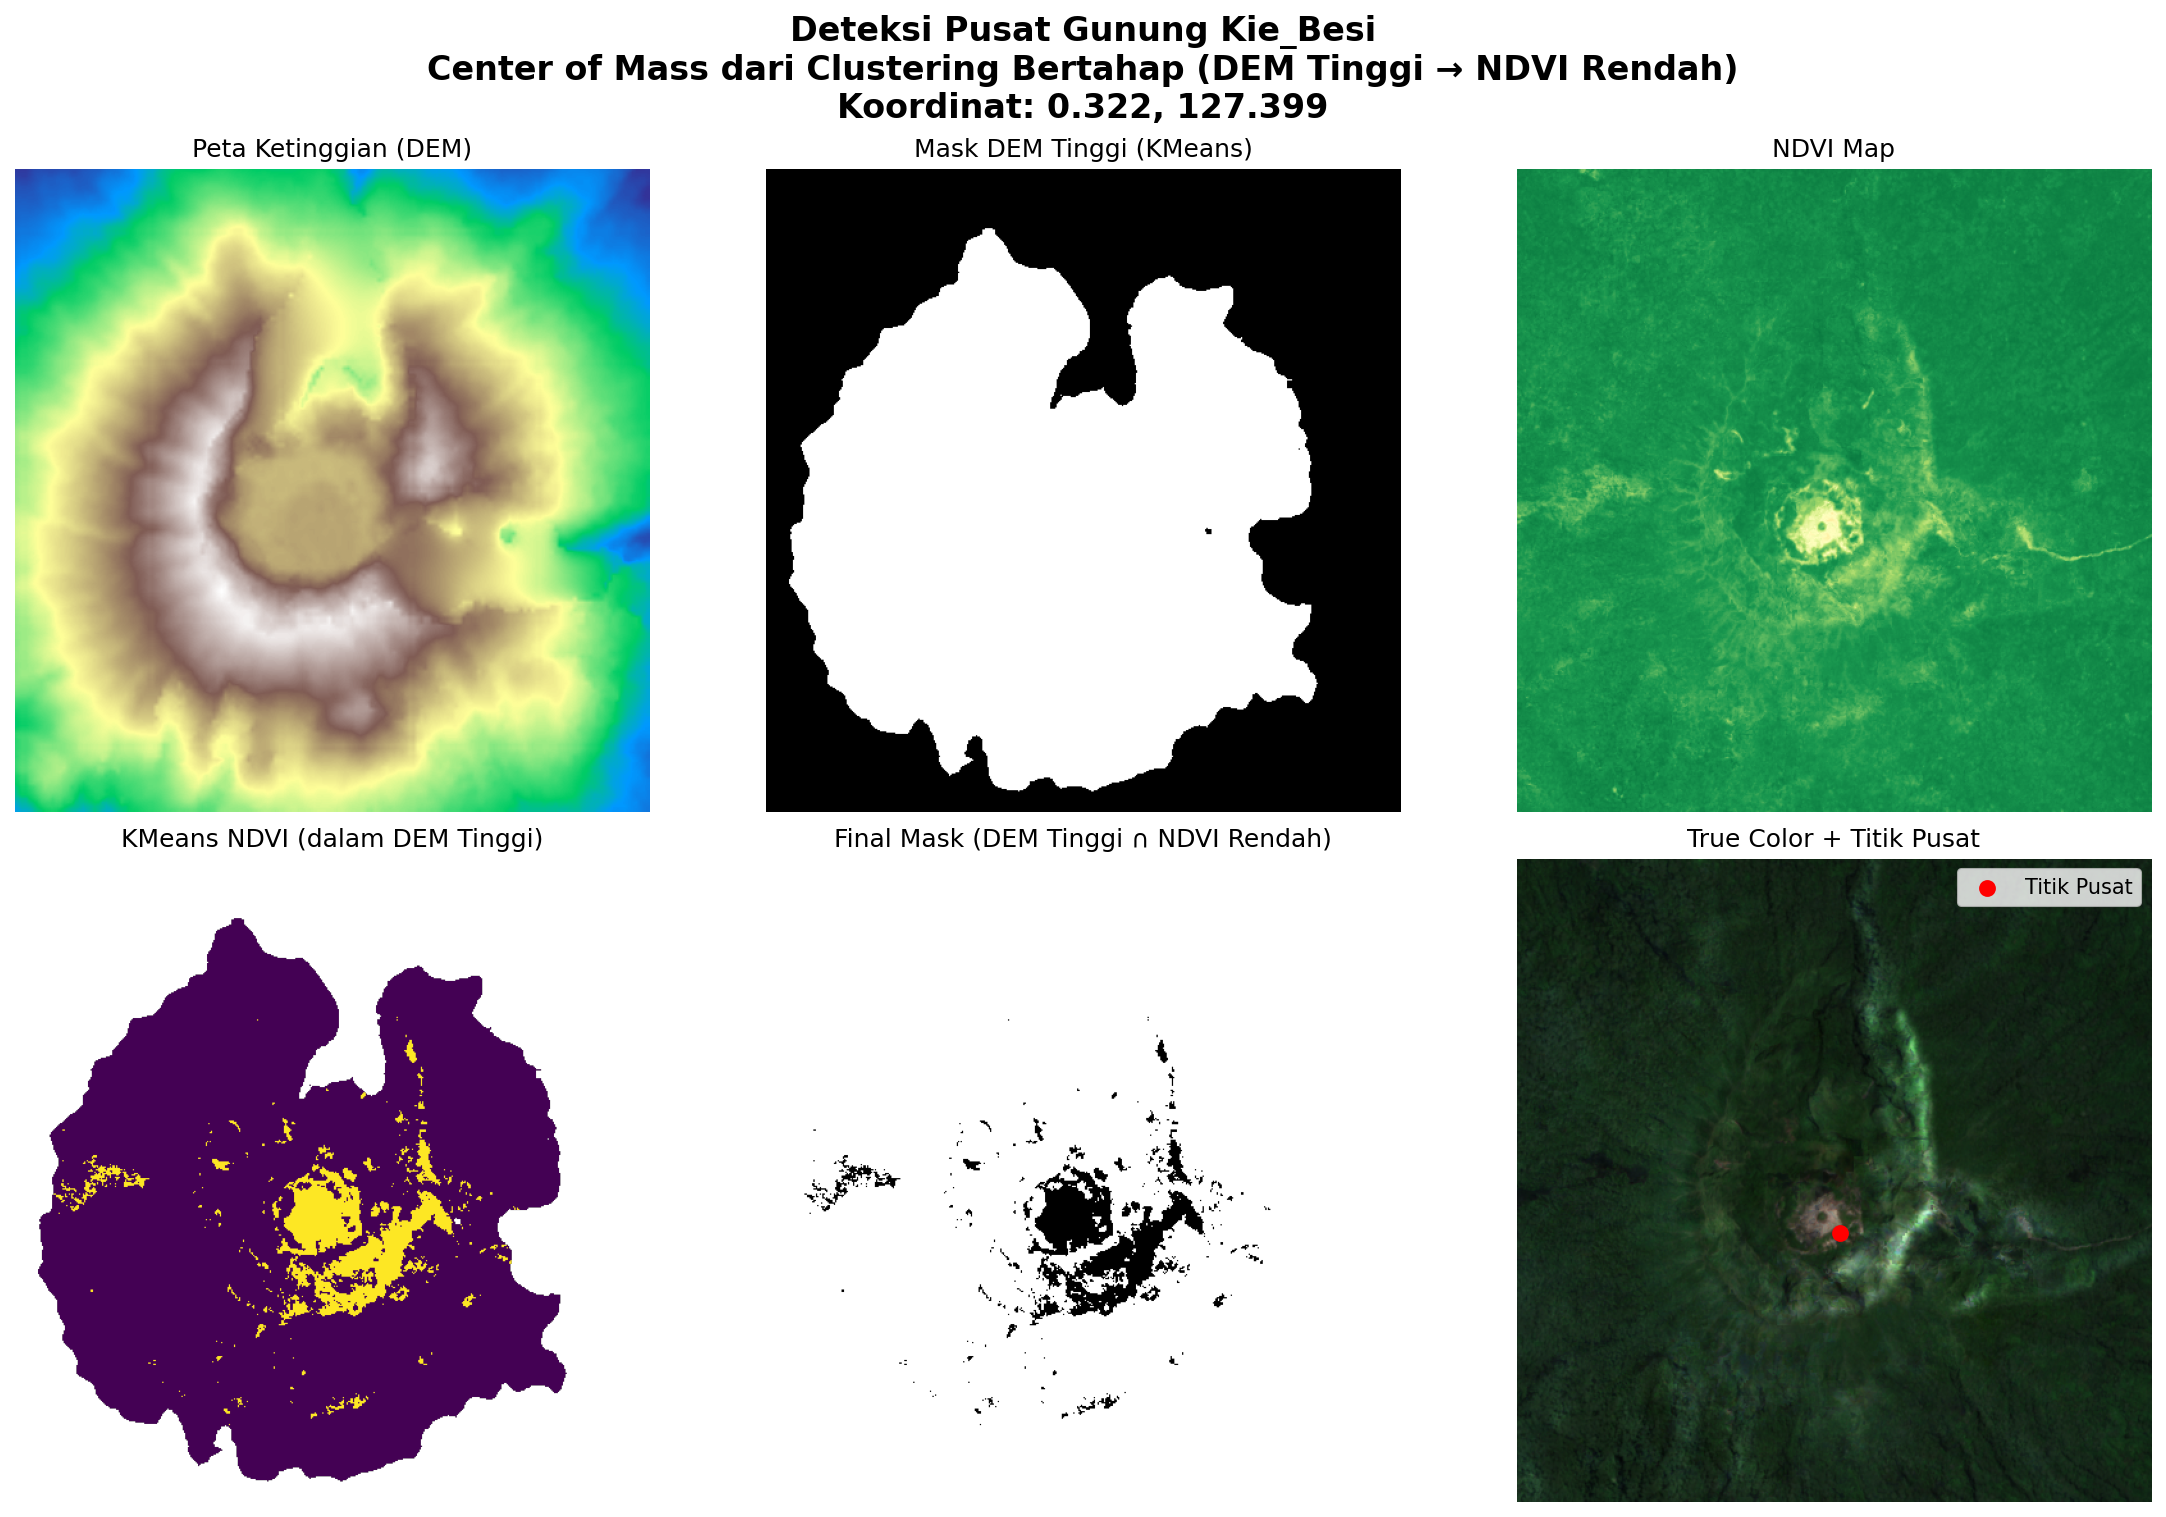 Deteksi Pusat Gunung Kie_Besi
Center of Mass dari Clustering Bertahap (DEM Tinggi → NDVI Rendah)
Koordinat: 0.322, 127.399
Peta Ketinggian (DEM)
Mask DEM Tinggi (KMeans)
NDVI Map
KMeans NDVI (dalam DEM Tinggi)
Final Mask (DEM Tinggi ∩ NDVI Rendah)
True Color + Titik Pusat
Titik Pusat